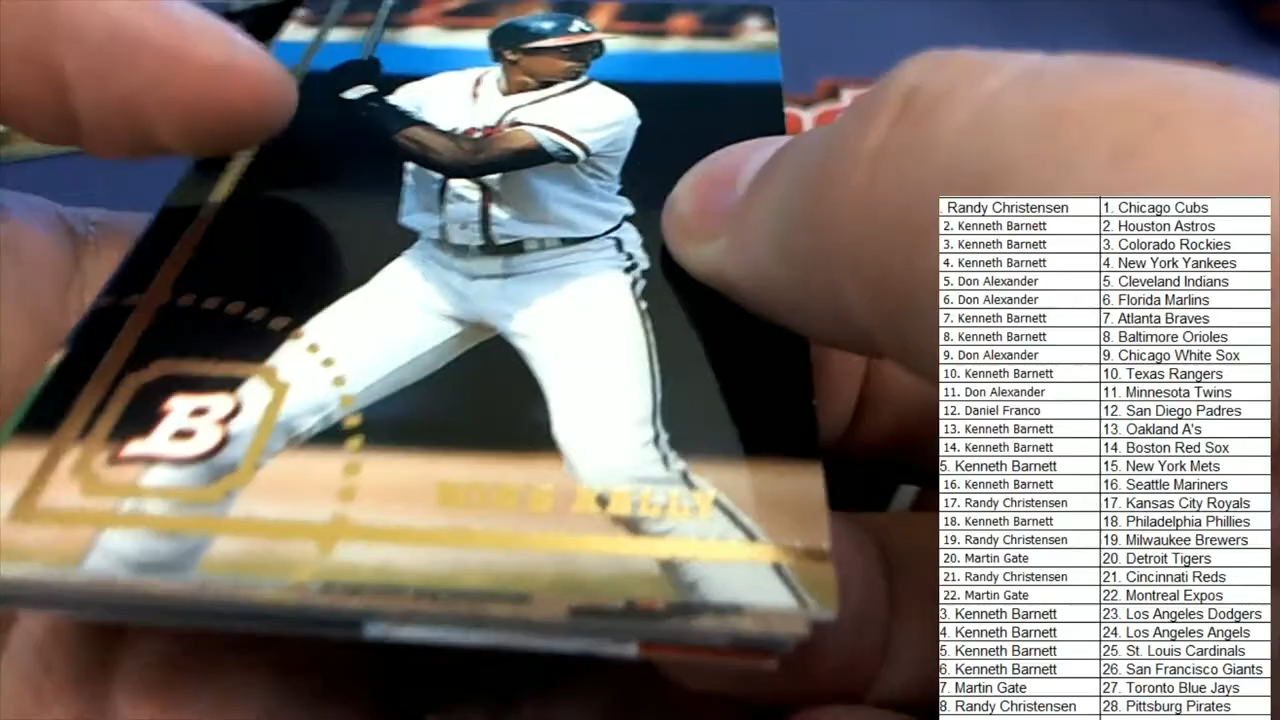 B
KELLY
. Randy Christensen 1. Chicago Cubs
2. Kenneth Barnett 2. Houston Astros
3. Kenneth Barnett 3. Colorado Rockies
4. Kenneth Barnett 4. New York Yankees
5. Don Alexander 5. Cleveland Indians
6. Don Alexander 6. Florida Marlins
7. Kenneth Barnett 7. Atlanta Braves
8. Kenneth Barnett 8. Baltimore Orioles
9. Don Alexander 9. Chicago White Sox
10. Kenneth Barnett 10. Texas Rangers
11. Don Alexander 11. Minnesota Twins
12. Daniel Franco 12. San Diego Padres
13. Kenneth Barnett 13. Oakland A's
14. Kenneth Barnett 14. Boston Red Sox
5. Kenneth Barnett 15. New York Mets
16. Kenneth Barnett 16. Seattle Mariners
17. Randy Christensen 17. Kansas City Royals
18. Kenneth Barnett 18. Philadelphia Phillies
19. Randy Christensen 19. Milwaukee Brewers
20. Martin Gate 20. Detroit Tigers
21. Randy Christensen 21. Cincinnati Reds
22. Martin Gate 22. Montreal Expos
3. Kenneth Barnett 23. Los Angeles Dodgers
4. Kenneth Barnett 24. Los Angeles Angels
5. Kenneth Barnett 25. St. Louis Cardinals
6. Kenneth Barnett 26. San Francisco Giants
7. Martin Gate 27. Toronto Blue Jays
8. Randy Christensen 28. Pittsburg Pirates